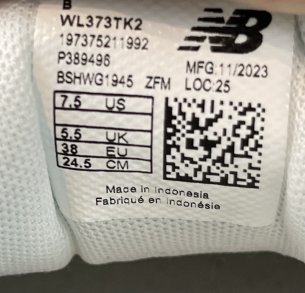 B
WL373TK2
197375211992
P389496
BSHWG1945 ZFM
NB
MFG.11/2023
LOC:25
7.5 US
5.5 UK
38 EU
24.5 CM
Made in Indonesia
Fabriqué en Indonésie